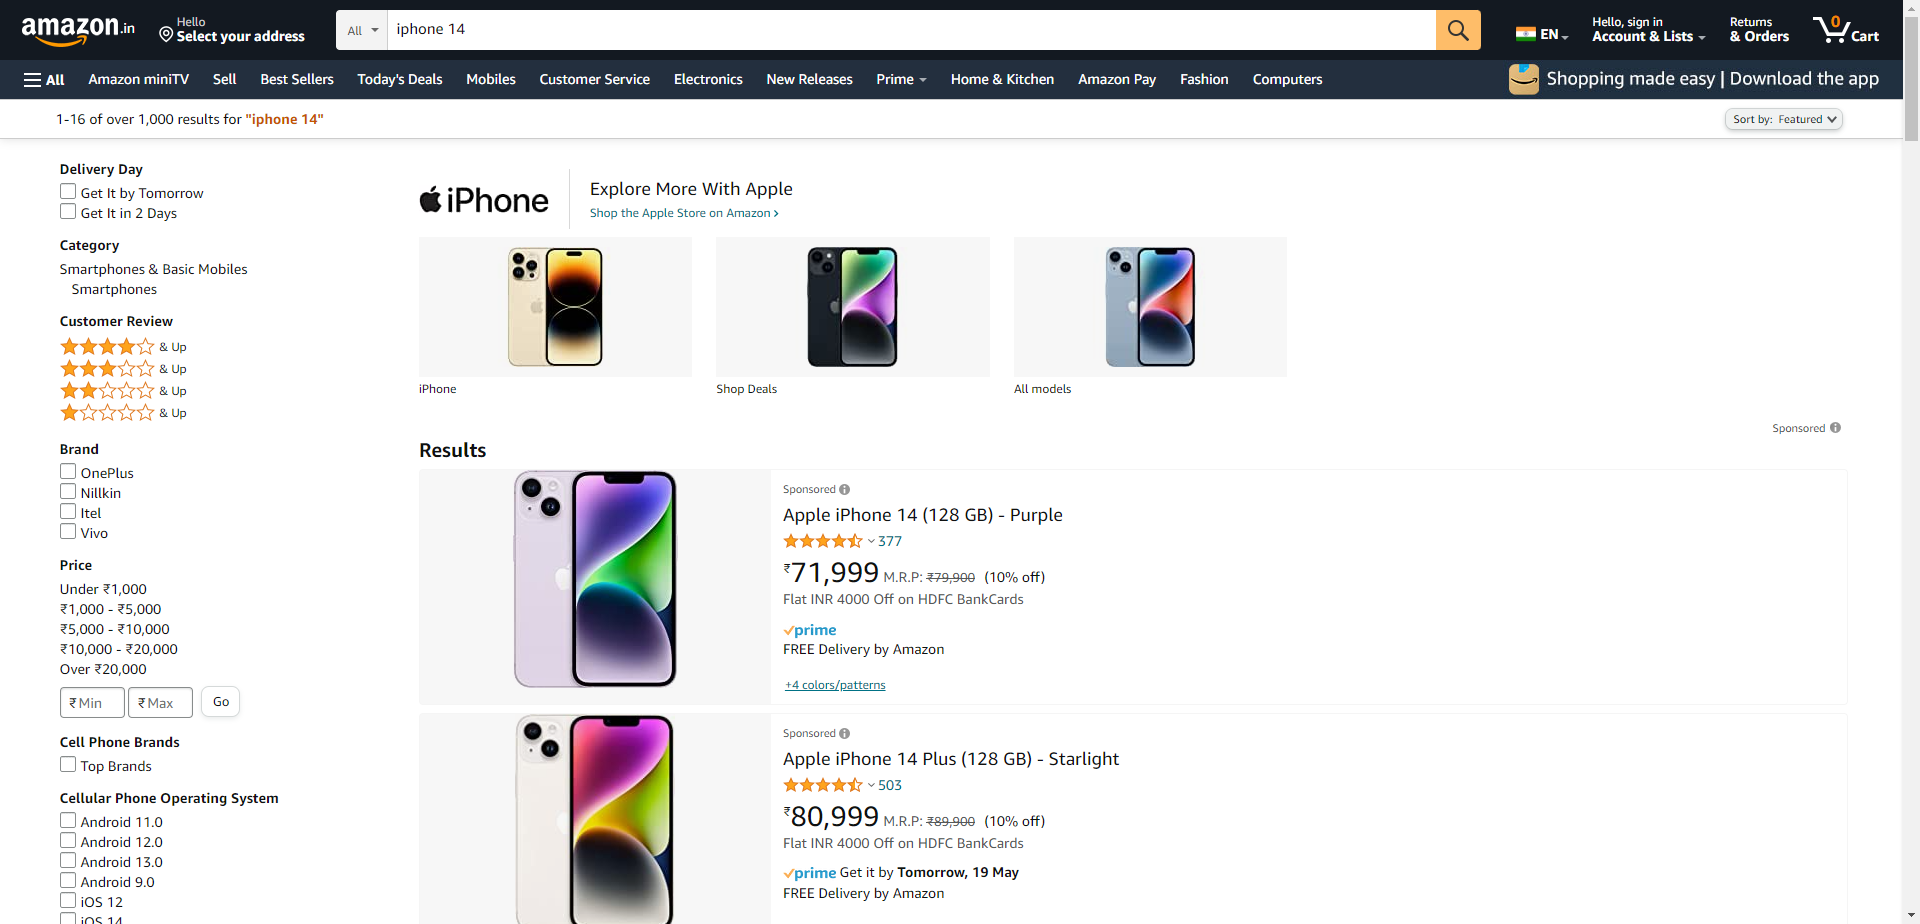 amazon.in
Hello
Select your address
All
iphone 14
EN
Hello, sign in
Account & Lists
Returns
& Orders
0
Cart
All
Amazon miniTV
Sell
Best Sellers
Today's Deals
Mobiles
Customer Service
Electronics
New Releases
Prime
Home & Kitchen
Amazon Pay
Fashion
Computers
Shopping made easy | Download the app
1-16 of over 1,000 results for "iphone 14"
Sort by: Featured
Delivery Day
Get It by Tomorrow
Get It in 2 Days
Category
Smartphones & Basic Mobiles
Smartphones
Customer Review
& Up
& Up
& Up
& Up
Brand
OnePlus
Nillkin
Itel
Vivo
Price
Under ₹1,000
₹1,000 - ₹5,000
₹5,000 - ₹10,000
₹10,000 - ₹20,000
Over ₹20,000
₹ Min
₹ Max
Go
Cell Phone Brands
Top Brands
Cellular Phone Operating System
Android 11.0
Android 12.0
Android 13.0
Android 9.0
iOS 12
iOS 14
iPhone
Explore More With Apple
Shop the Apple Store on Amazon ›
iPhone
Shop Deals
All models
Sponsored
Results
Sponsored
Apple iPhone 14 (128 GB) - Purple
377
₹71,999 M.R.P: ₹79,900 (10% off)
Flat INR 4000 Off on HDFC BankCards
prime
FREE Delivery by Amazon
+4 colors/patterns
Sponsored
Apple iPhone 14 Plus (128 GB) - Starlight
503
₹80,999 M.R.P: ₹89,900 (10% off)
Flat INR 4000 Off on HDFC BankCards
prime Get it by Tomorrow, 19 May
FREE Delivery by Amazon